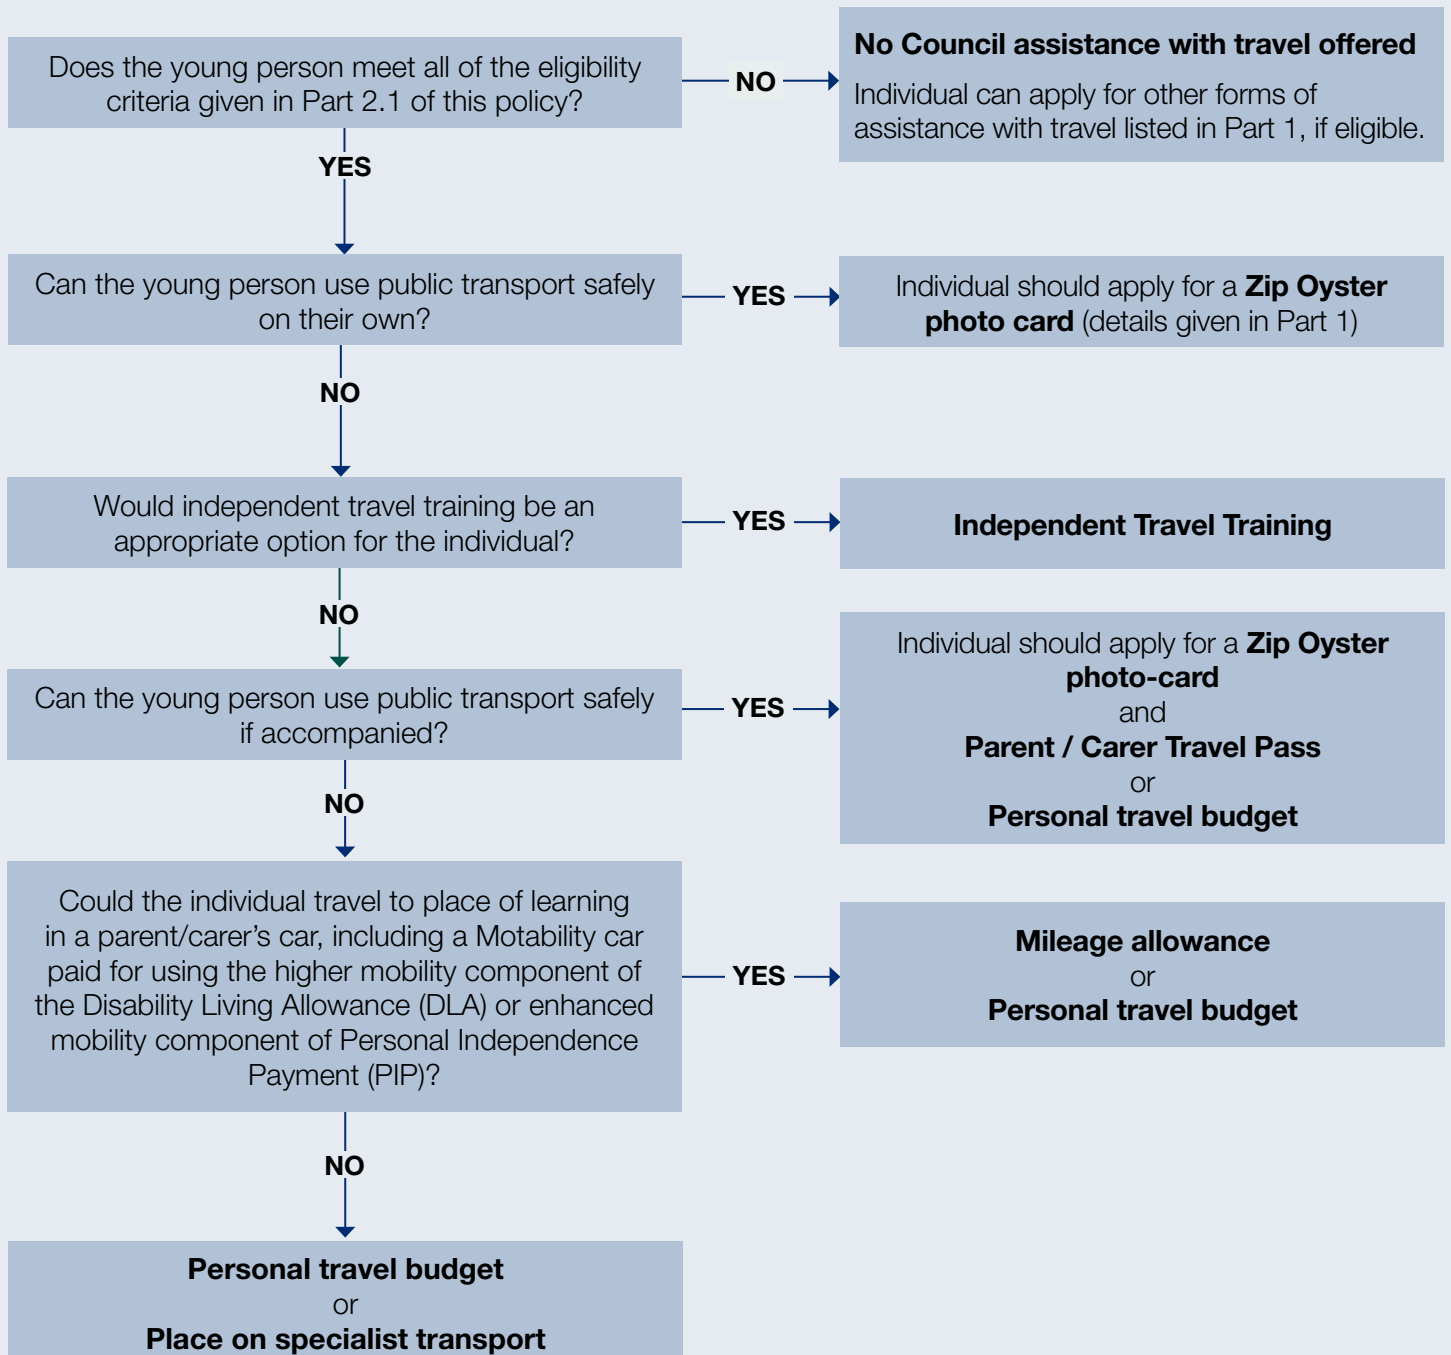 Does the young person meet all of the eligibility
criteria given in Part 2.1 of this policy?
NO
No Council assistance with travel offered
Individual can apply for other forms of
assistance with travel listed in Part 1, if eligible.
YES
Can the young person use public transport safely
on their own?
YES
Individual should apply for a Zip Oyster
photo card (details given in Part 1)
NO
Would independent travel training be an
appropriate option for the individual?
YES
Independent Travel Training
NO
Can the young person use public transport safely
if accompanied?
YES
Individual should apply for a Zip Oyster
photo-card
and
Parent / Carer Travel Pass
or
Personal travel budget
NO
Could the individual travel to place of learning
in a parent/carer’s car, including a Motability car
paid for using the higher mobility component of
the Disability Living Allowance (DLA) or enhanced
mobility component of Personal Independence
Payment (PIP)?
YES
Mileage allowance
or
Personal travel budget
NO
Personal travel budget
or
Place on specialist transport